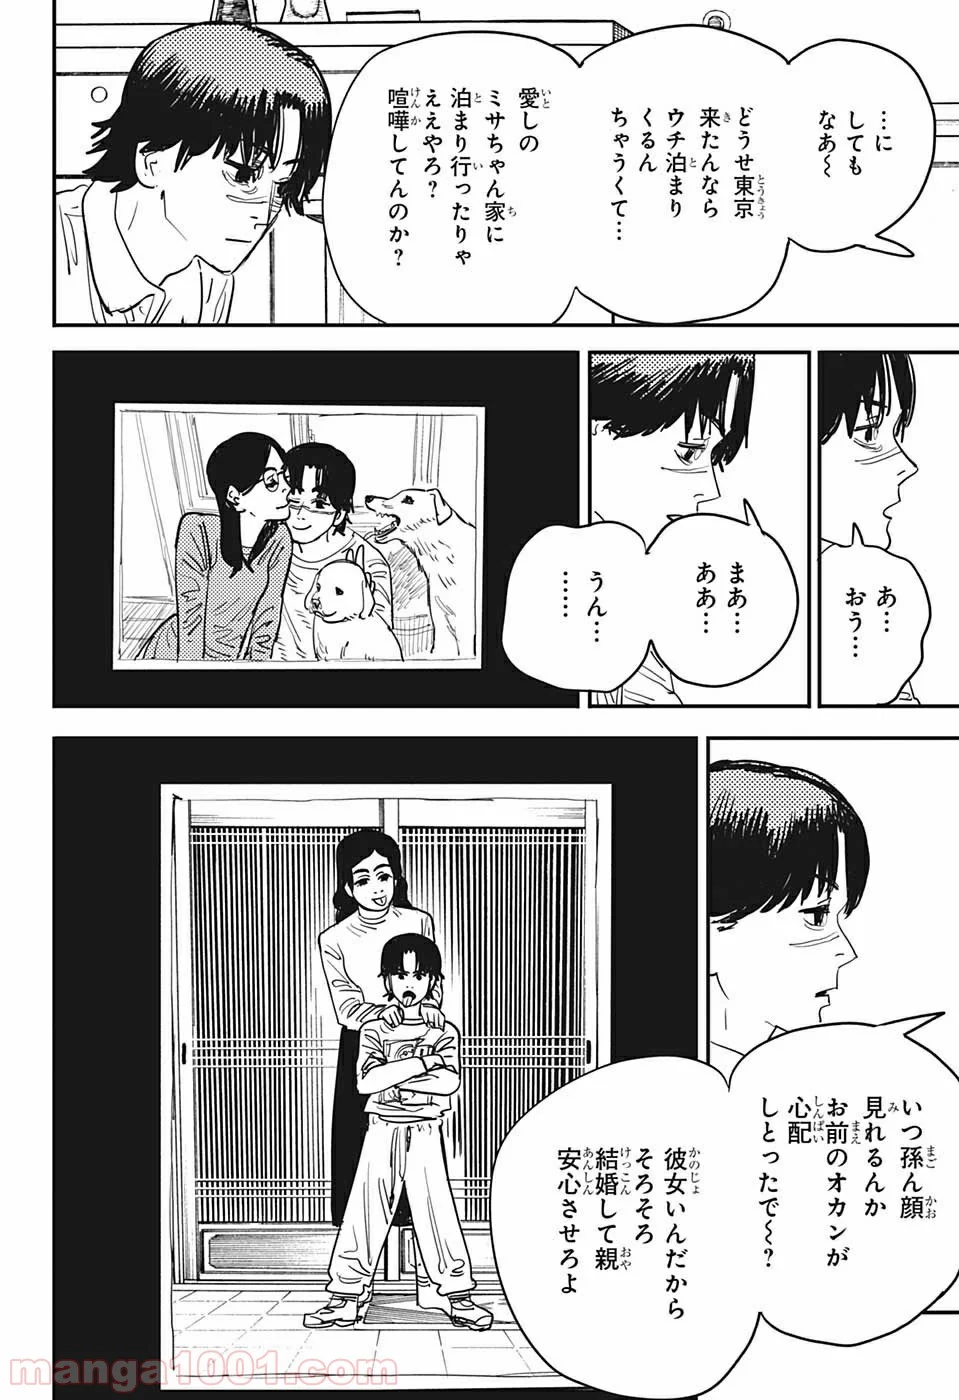 …に
しても
なあ～
どうせ東京
来たんなら
ウチ泊まり
くるん
ちゃうくて…
愛しの
ミサちゃん家に
泊まり行ったりゃ
ええやろ？
喧嘩してんのか？
あ…
おう…
まあ…
ああ…
うん…
……
いつ孫ん顔
見れるんか
お前のオカンが
心配
しとったで～？
彼女いんだから
そろそろ
結婚して親
安心させろよ
manga1001.com